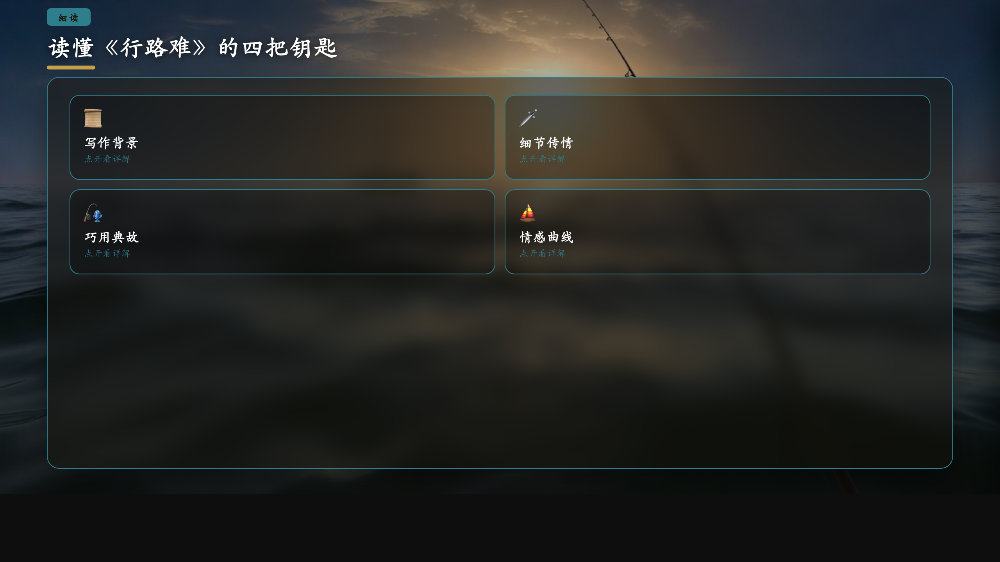 细读
读懂《行路难》的四把钥匙
写作背景
点开看详解
细节传情
点开看详解
巧用典故
点开看详解
情感曲线
点开看详解